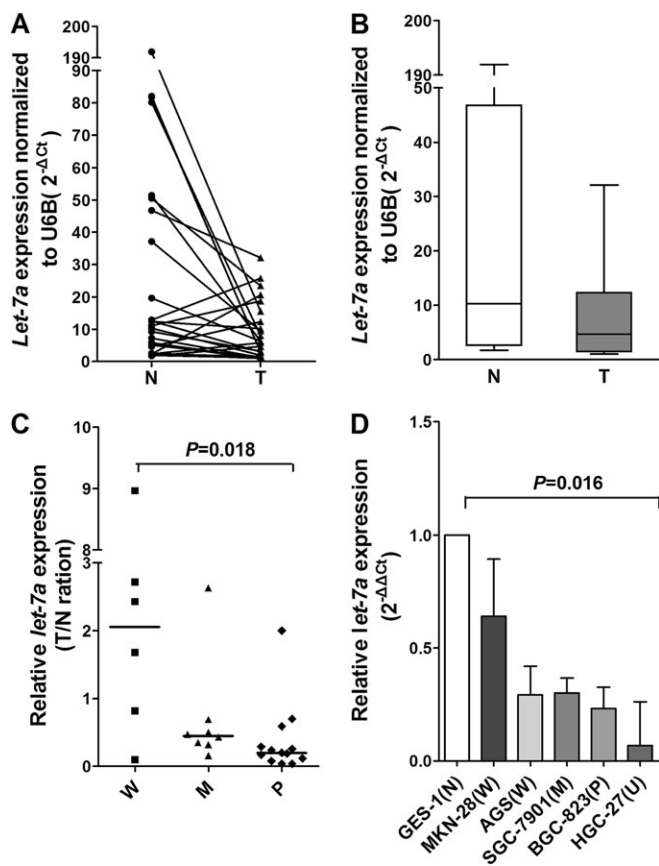 A
Let-7a expression normalized
to U6B( 2-ΔCt )
200
190
90
80
70
60
50
40
30
20
10
0
N
T
B
Let-7a expression normalized
to U6B( 2-ΔCt )
200
190
50
40
30
20
10
0
N
T
C
Relative let-7a expression
(T/N ration)
9
8
3
2
1
0
P=0.018
W
M
P
D
Relative let-7a expression
(2-ΔΔCt)
1.5
1.0
0.5
0.0
P=0.016
GES-1(N)
MKN-28(W)
AGS(W)
SGC-7901(M)
BGC-823(P)
HGC-27(U)